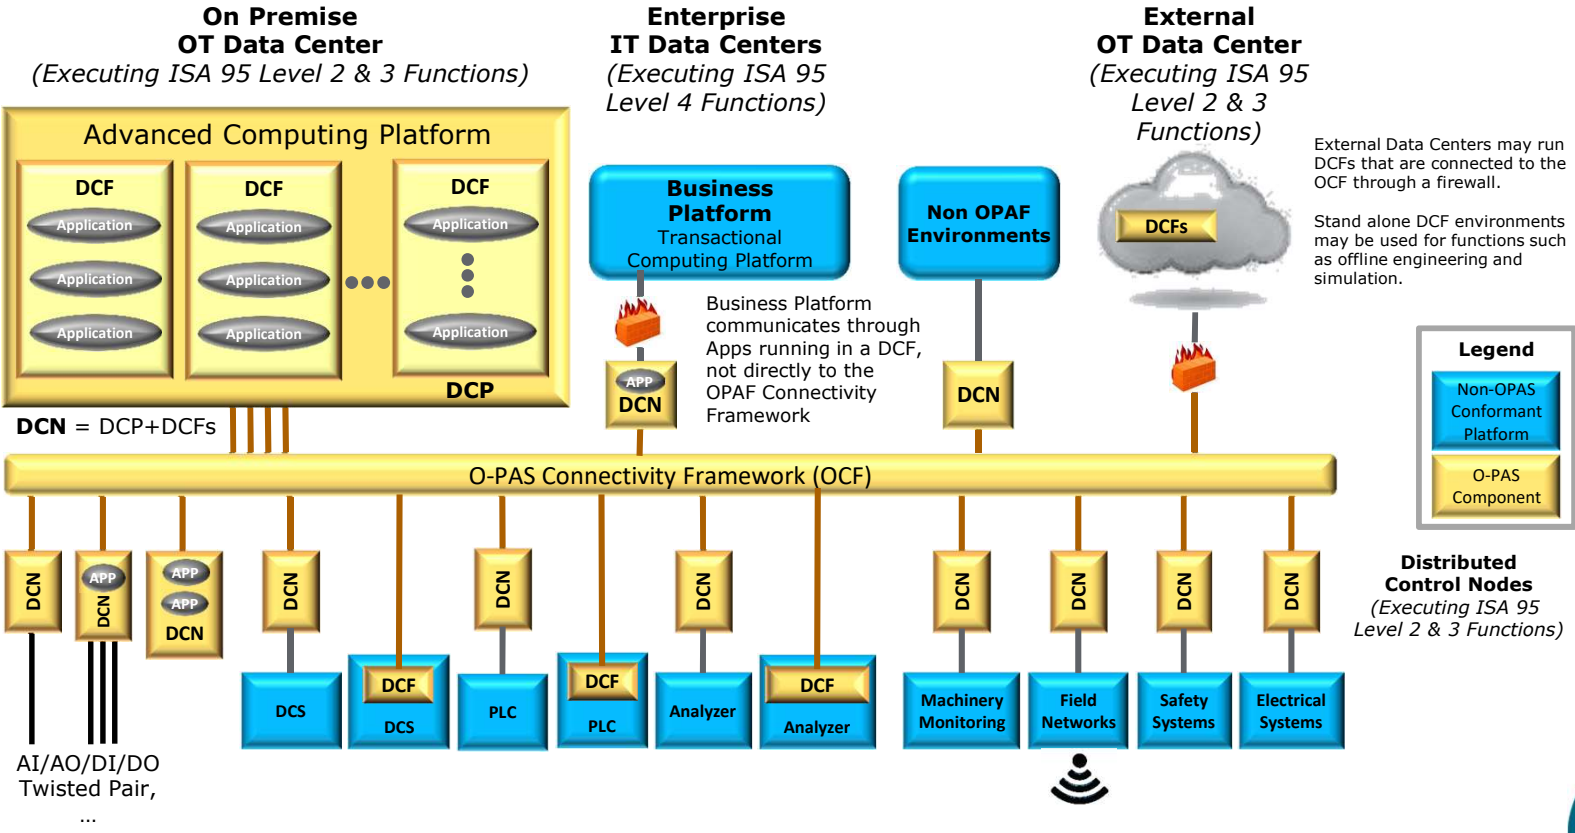 On Premise
OT Data Center
(Executing ISA 95 Level 2 & 3 Functions)
Enterprise
IT Data Centers
(Executing ISA 95
Level 4 Functions)
External
OT Data Center
(Executing ISA 95
Level 2 & 3
Functions)
Advanced Computing Platform
DCF
Application
Application
Application
DCF
Application
Application
Application
DCF
Application
Application
DCP
DCN = DCP+DCFs
Business
Platform
Transactional
Computing Platform
Non OPAF
Environments
DCFs
External Data Centers may run
DCFs that are connected to the
OCF through a firewall.
Stand alone DCF environments
may be used for functions such
as offline engineering and
simulation.
Business Platform
communicates through
Apps running in a DCF,
not directly to the
OPAF Connectivity
Framework
APP
DCN
DCN
Legend
Non-OPAS
Conformant
Platform
O-PAS
Component
O-PAS Connectivity Framework (OCF)
DCN
APP
DCN
APP
APP
DCN
DCN
DCN
DCN
DCN
DCN
DCN
DCN
Distributed
Control Nodes
(Executing ISA 95
Level 2 & 3 Functions)
DCS
DCF
DCS
PLC
DCF
PLC
Analyzer
DCF
Analyzer
Machinery
Monitoring
Field
Networks
Safety
Systems
Electrical
Systems
AI/AO/DI/DO
Twisted Pair,
...